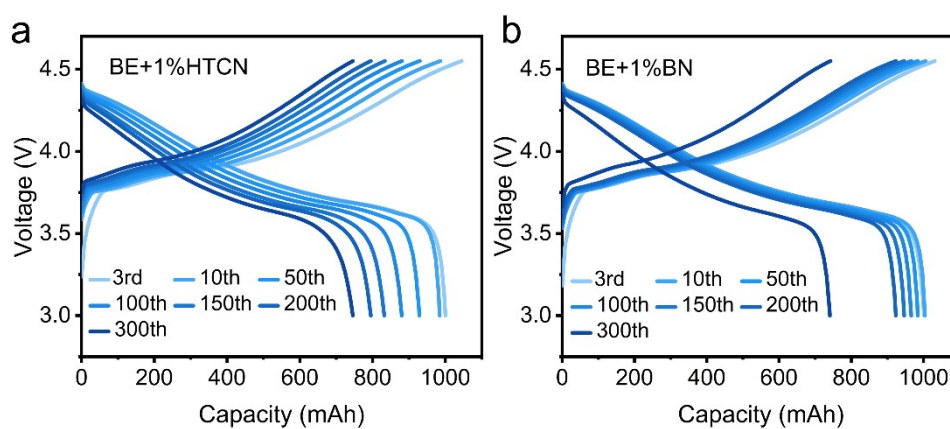 a
BE+1%HTCN
4.5
4.0
3.5
3.0
Voltage (V)
3rd 10th 50th
100th 150th 200th
300th
0 200 400 600 800 1000
Capacity (mAh)
b
BE+1%BN
4.5
4.0
3.5
3.0
Voltage (V)
3rd 10th 50th
100th 150th 200th
300th
0 200 400 600 800 1000
Capacity (mAh)